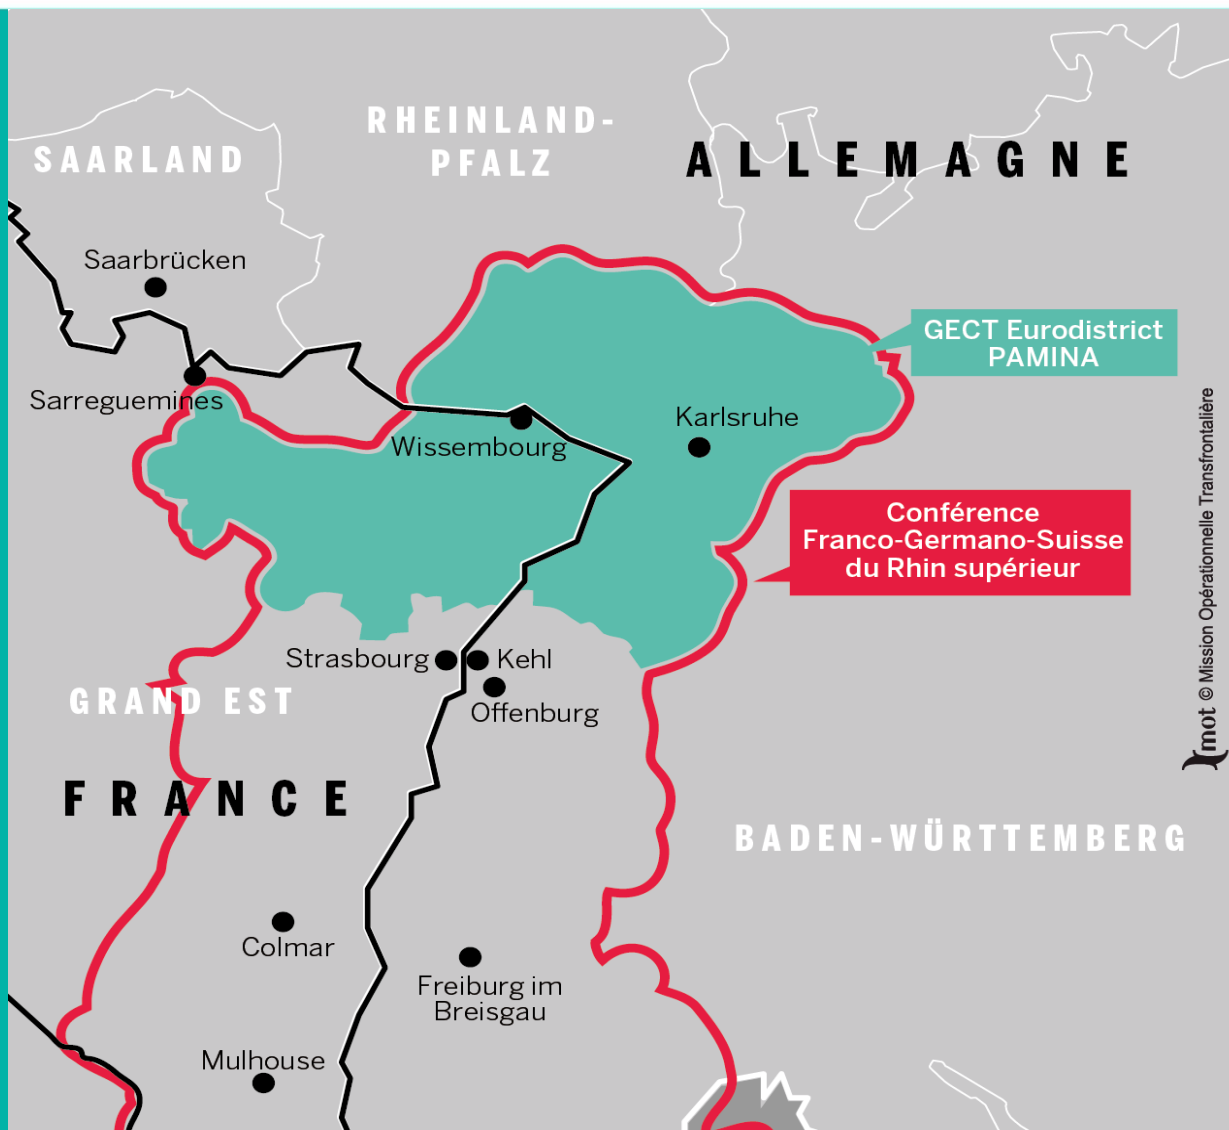 RHEINLAND-
PFALZ
SAARLAND
ALLEMAGNE
Saarbrücken
GECT Eurodistrict
PAMINA
Sarreguemines
Wissembourg
Karlsruhe
Conférence
Franco-Germano-Suisse
du Rhin supérieur
Strasbourg
Kehl
Offenburg
GRAND EST
FRANCE
BADEN-WÜRTTEMBERG
Colmar
Freiburg im
Breisgau
Mulhouse
mot © Mission Opérationnelle Transfrontalière